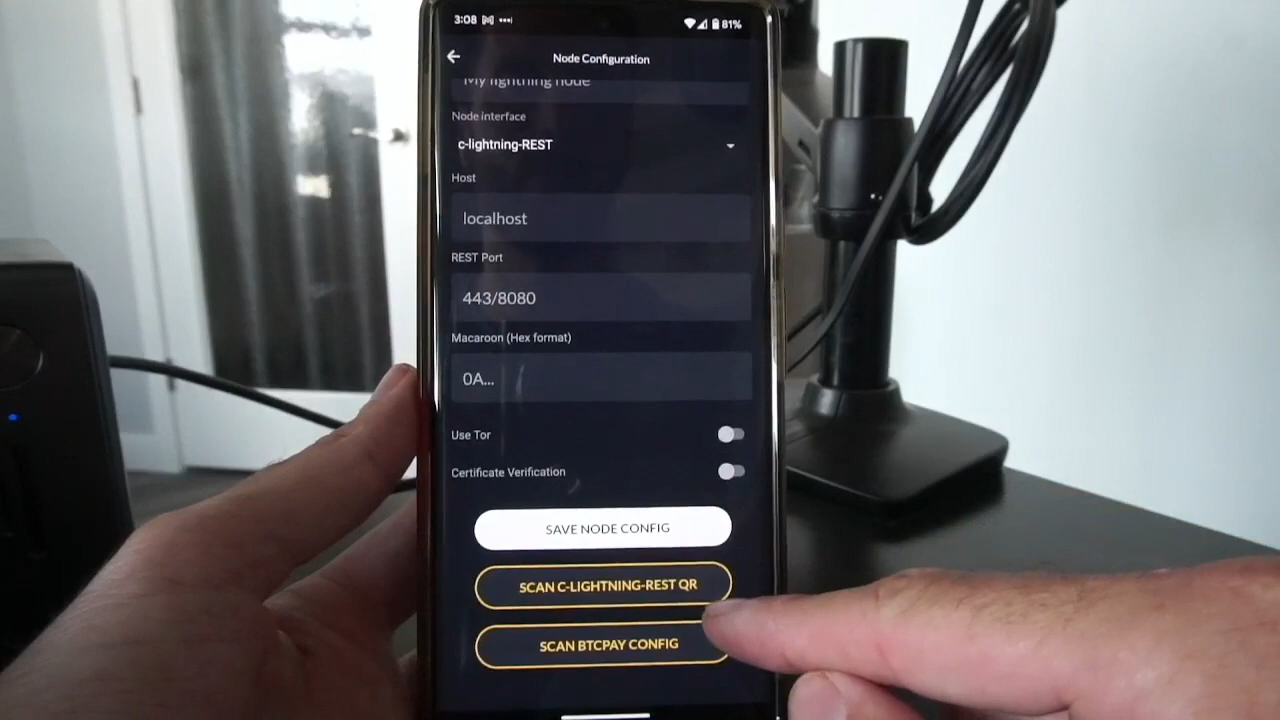 3:08
81%
Node Configuration
My lightning node
Node interface
c-lightning-REST
Host
localhost
REST Port
443/8080
Macaroon (Hex format)
0A...
Use Tor
Certificate Verification
SAVE NODE CONFIG
SCAN C-LIGHTNING-REST QR
SCAN BTCPAY CONFIG